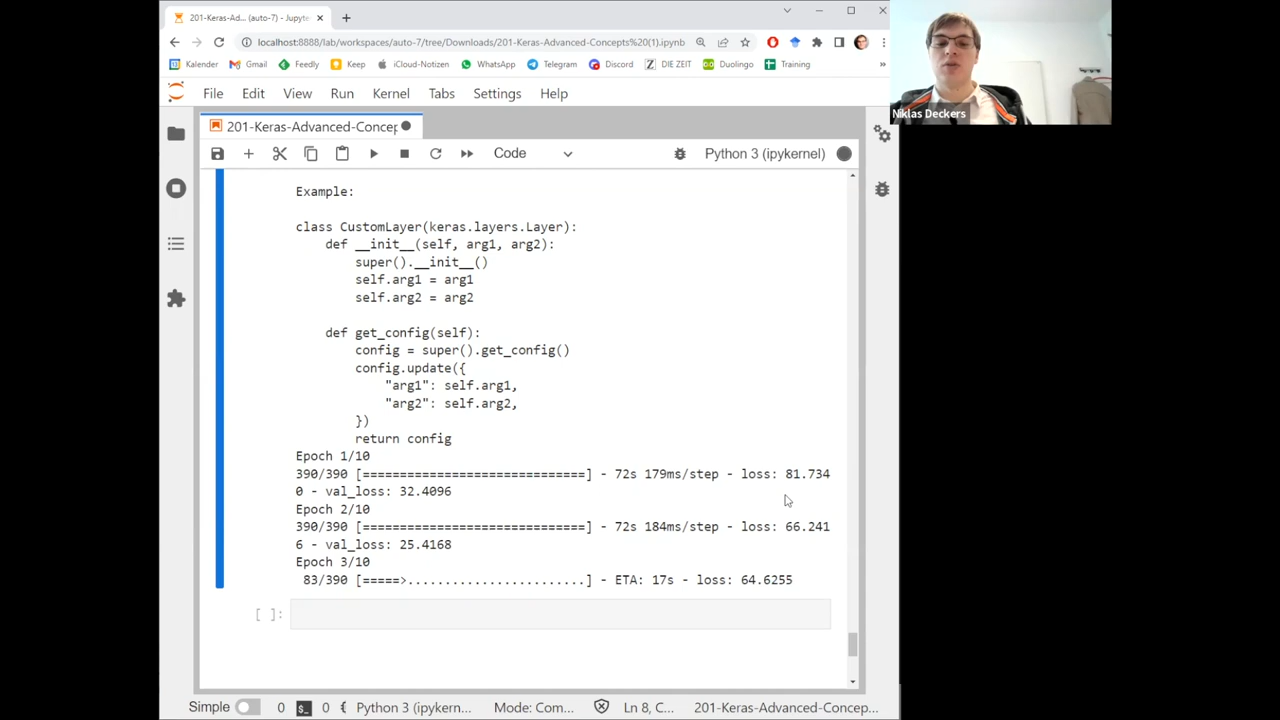 201-Keras-Ad... (auto-7) - Jupyte
localhost:8888/lab/workspaces/auto-7/tree/Downloads/201-Keras-Advanced-Concepts%20(1).ipynb
Kalender Gmail Feedly Keep iCloud-Notizen WhatsApp Telegram Discord DIE ZEIT Duolingo Training »
Niklas Deckers
File Edit View Run Kernel Tabs Settings Help
201-Keras-Advanced-Concep
Code Python 3 (ipykernel)
Example:
class CustomLayer(keras.layers.Layer):
def __init__(self, arg1, arg2):
super().__init__()
self.arg1 = arg1
self.arg2 = arg2
def get_config(self):
config = super().get_config()
config.update({
"arg1": self.arg1,
"arg2": self.arg2,
})
return config
Epoch 1/10
390/390 [==============================] - 72s 179ms/step - loss: 81.734
0 - val_loss: 32.4096
Epoch 2/10
390/390 [==============================] - 72s 184ms/step - loss: 66.241
6 - val_loss: 25.4168
Epoch 3/10
83/390 [=====>........................] - ETA: 17s - loss: 64.6255
[ ]:
Simple 0 $_ 0 Python 3 (ipykern... Mode: Com... Ln 8, C... 201-Keras-Advanced-Concep...